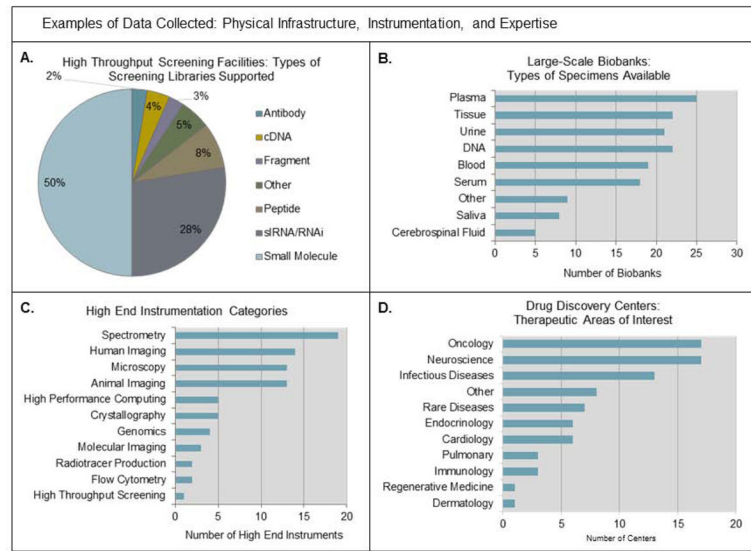 Examples of Data Collected: Physical Infrastructure, Instrumentation, and Expertise
A.
High Throughput Screening Facilities: Types of
Screening Libraries Supported
2%
4%
3%
5%
8%
28%
50%
Antibody
cDNA
Fragment
Other
Peptide
siRNA/RNAi
Small Molecule
B.
Large-Scale Biobanks:
Types of Specimens Available
Plasma
Tissue
Urine
DNA
Blood
Serum
Other
Saliva
Cerebrospinal Fluid
0 5 10 15 20 25 30
Number of Biobanks
C.
High End Instrumentation Categories
Spectrometry
Human Imaging
Microscopy
Animal Imaging
High Performance Computing
Crystallography
Genomics
Molecular Imaging
Radiotracer Production
Flow Cytometry
High Throughput Screening
0 5 10 15 20
Number of High End Instruments
D.
Drug Discovery Centers:
Therapeutic Areas of Interest
Oncology
Neuroscience
Infectious Diseases
Other
Rare Diseases
Endocrinology
Cardiology
Pulmonary
Immunology
Regenerative Medicine
Dermatology
0 5 10 15 20
Number of Centers